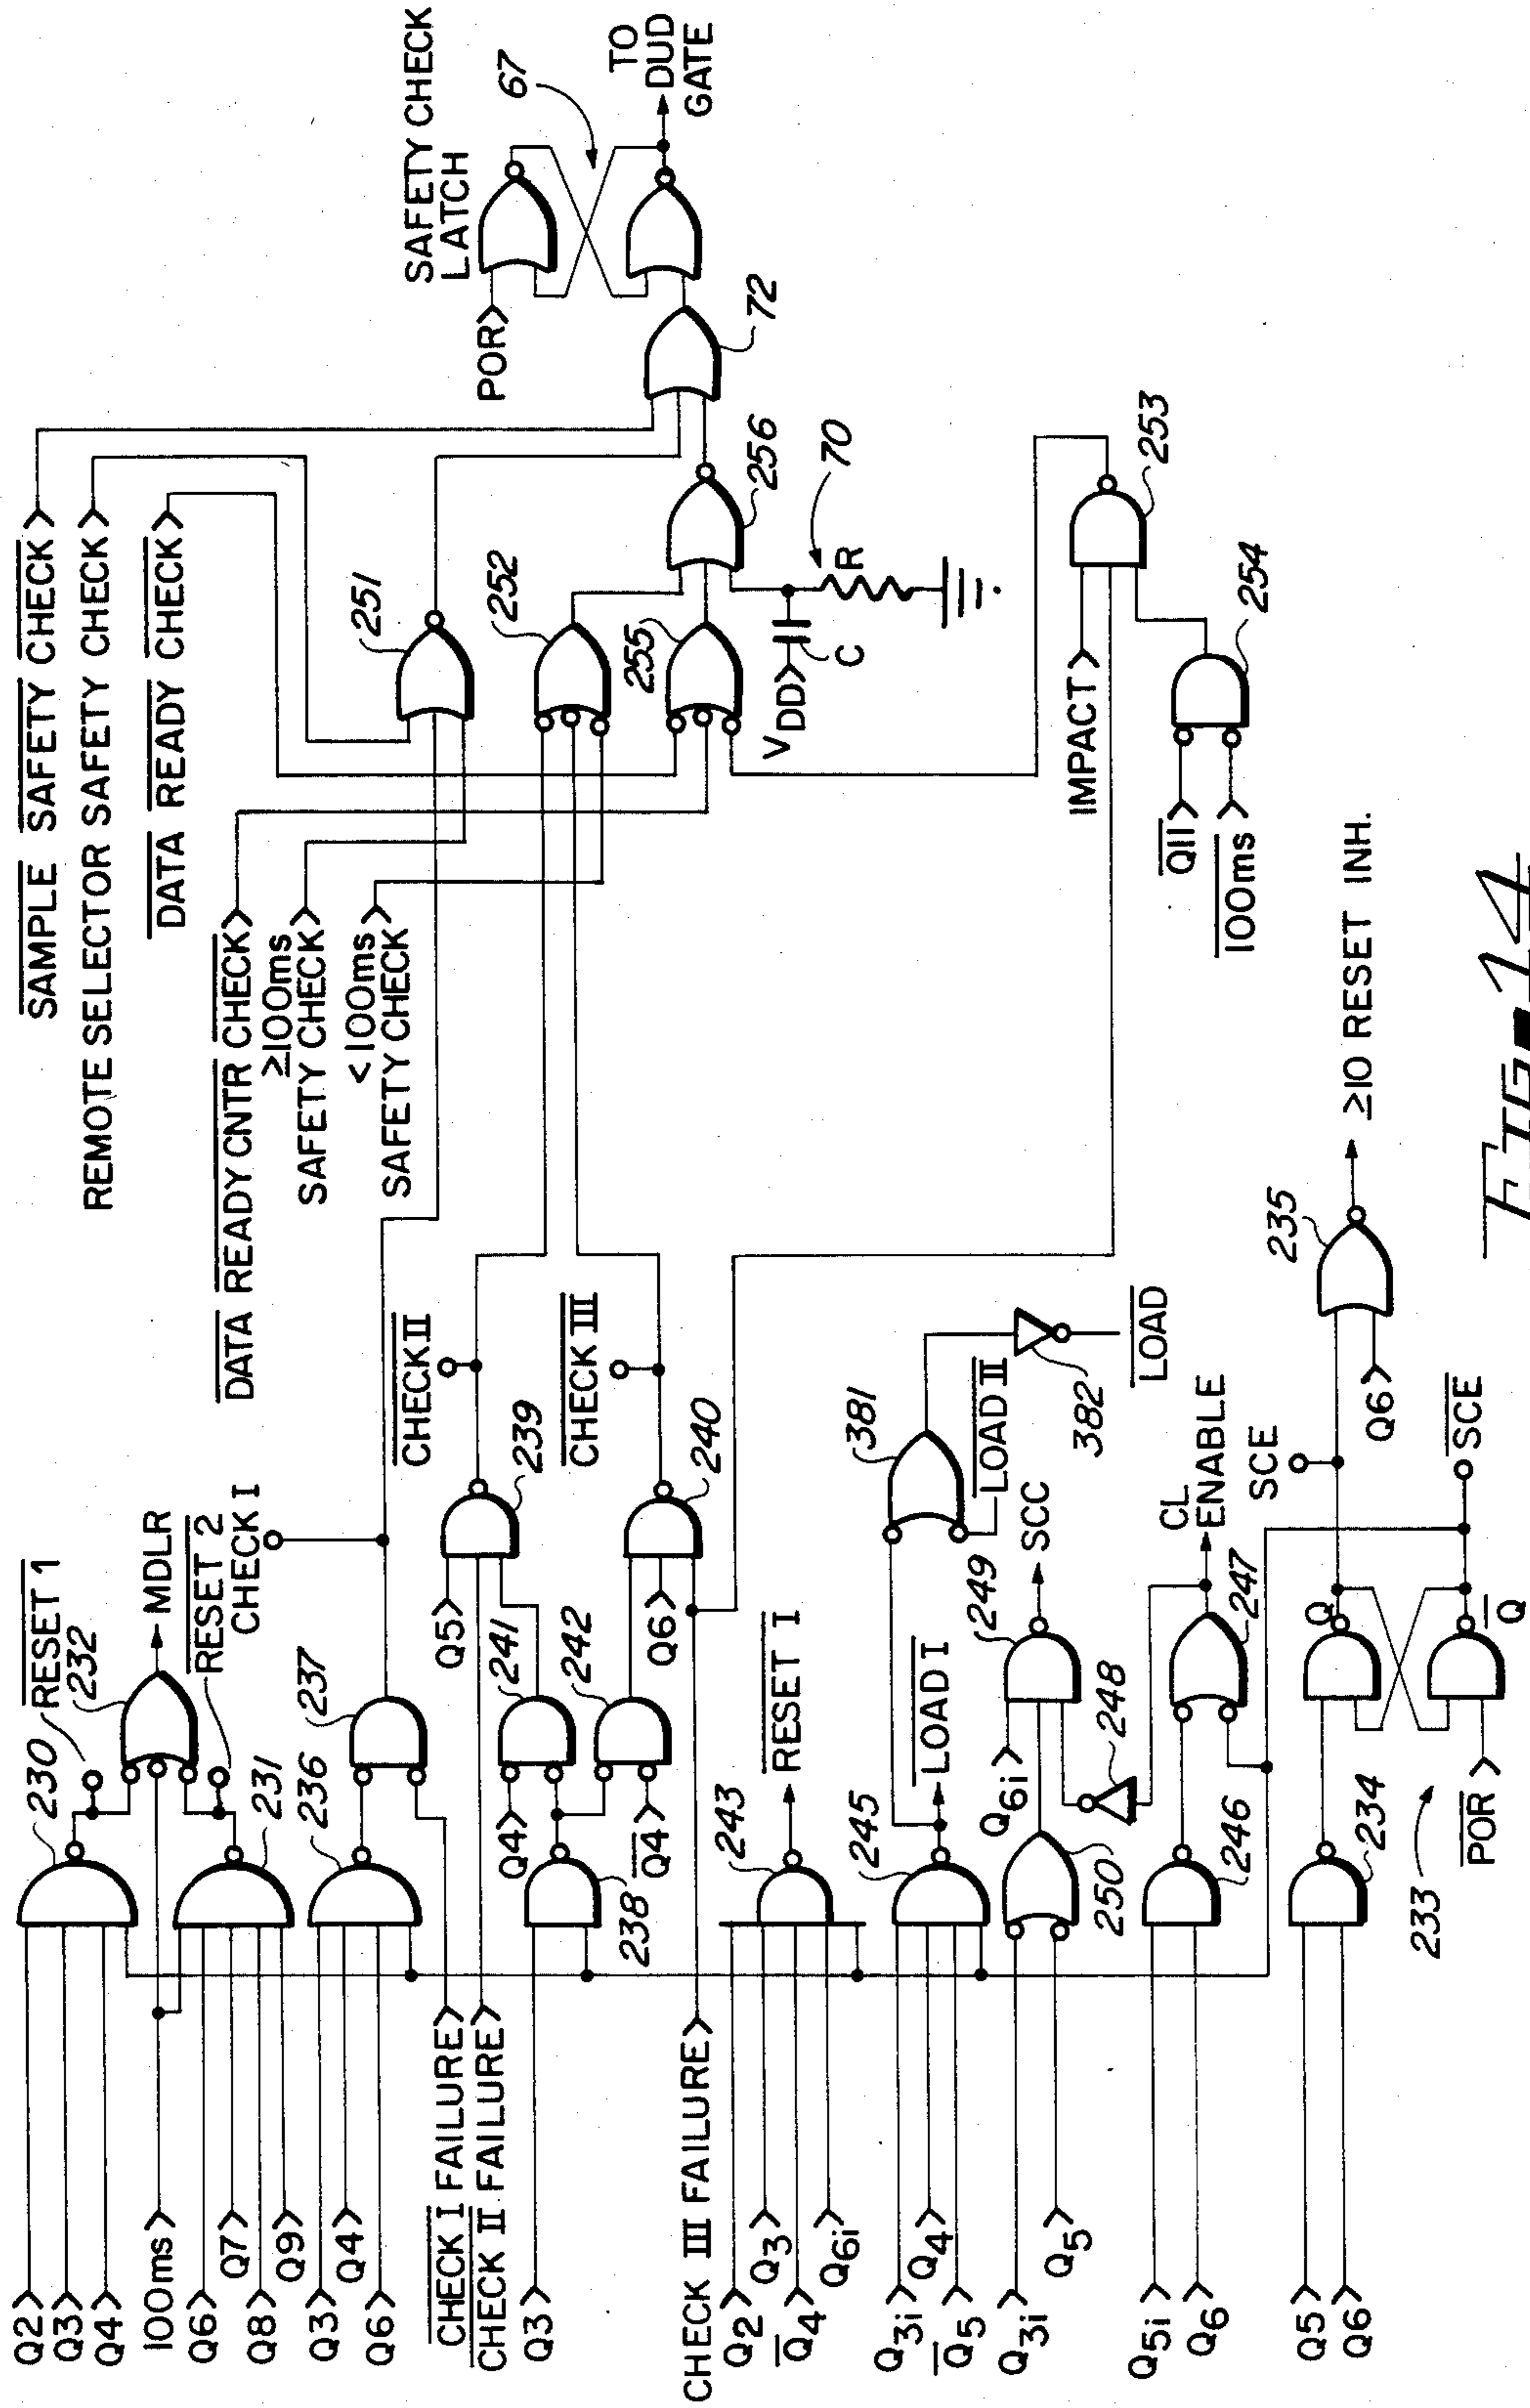 SAMPLE SAFETY CHECK
REMOTE SELECTOR SAFETY CHECK
DATA READY CHECK
DATA READY CNTR CHECK
≥100ms
SAFETY CHECK
<100ms
SAFETY CHECK
SAFETY CHECK
LATCH
POR
67
TO
DUD
GATE
72
251
252
255
256
70
R
C
VDD
IMPACT
253
254
Q11
100ms
Q2
Q3
Q4
100ms
Q6
Q7
Q8
Q9
Q3
Q4
Q6
CHECK I FAILURE
CHECK II FAILURE
Q3
CHECK III FAILURE
Q2
Q3
Q̅4
Q6i
Q3i
Q4
Q̅5
Q3i
Q5
Q5i
Q6
Q5
Q6
230
RESET 1
232
MDLR
RESET 2
231
CHECK I
236
237
CHECK II
Q5
239
241
Q4
238
242
Q̅4
Q6
240
CHECK III
243
RESET I
245
LOAD I
381
LOAD II
382
LOAD
Q6i
249
SCC
250
248
CL
ENABLE
247
246
234
233
POR
Q
Q̅
SCE
SCE
Q6
235
≥10 RESET INH.
FIG-14